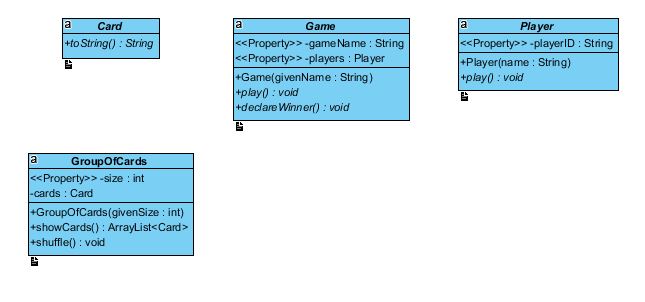 a
Card
+toString() : String
a
Game
<<Property>> -gameName : String
<<Property>> -players : Player
+Game(givenName : String)
+play() : void
+declareWinner() : void
a
Player
<<Property>> -playerID : String
+Player(name : String)
+play() : void
a
GroupOfCards
<<Property>> -size : int
-cards : Card
+GroupOfCards(givenSize : int)
+showCards() : ArrayList<Card>
+shuffle() : void